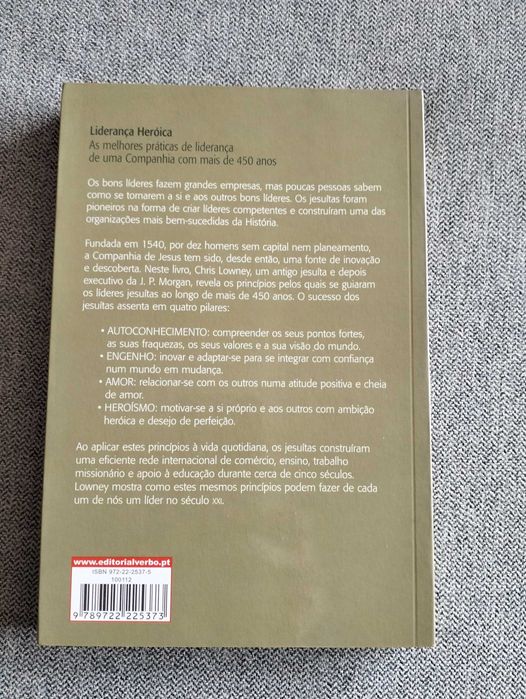 Liderança Heróica
As melhores práticas de liderança
de uma Companhia com mais de 450 anos
Os bons líderes fazem grandes empresas, mas poucas pessoas sabem
como se tornarem a si e aos outros bons líderes. Os jesuítas foram
pioneiros na forma de criar líderes competentes e construíram uma das
organizações mais bem-sucedidas da História.
Fundada em 1540, por dez homens sem capital nem planeamento,
a Companhia de Jesus tem sido, desde então, uma fonte de inovação
e descoberta. Neste livro, Chris Lowney, um antigo jesuíta e depois
executivo da J. P. Morgan, revela os princípios pelos quais se guiaram
os líderes jesuítas ao longo de mais de 450 anos. O sucesso dos
jesuítas assenta em quatro pilares:
• AUTOCONHECIMENTO: compreender os seus pontos fortes,
as suas fraquezas, os seus valores e a sua visão do mundo.
• ENGENHO: inovar e adaptar-se para se integrar com confiança
num mundo em mudança.
• AMOR: relacionar-se com os outros numa atitude positiva e cheia
de amor.
• HEROÍSMO: motivar-se a si próprio e aos outros com ambição
heróica e desejo de perfeição.
Ao aplicar estes princípios à vida quotidiana, os jesuítas construíram
uma eficiente rede internacional de comércio, ensino, trabalho
missionário e apoio à educação durante cerca de cinco séculos.
Lowney mostra como estes mesmos princípios podem fazer de cada
um de nós um líder no século XXI.
www.editorialverbo.pt
ISBN 972-22-2537-5
100112
9 789722 225373